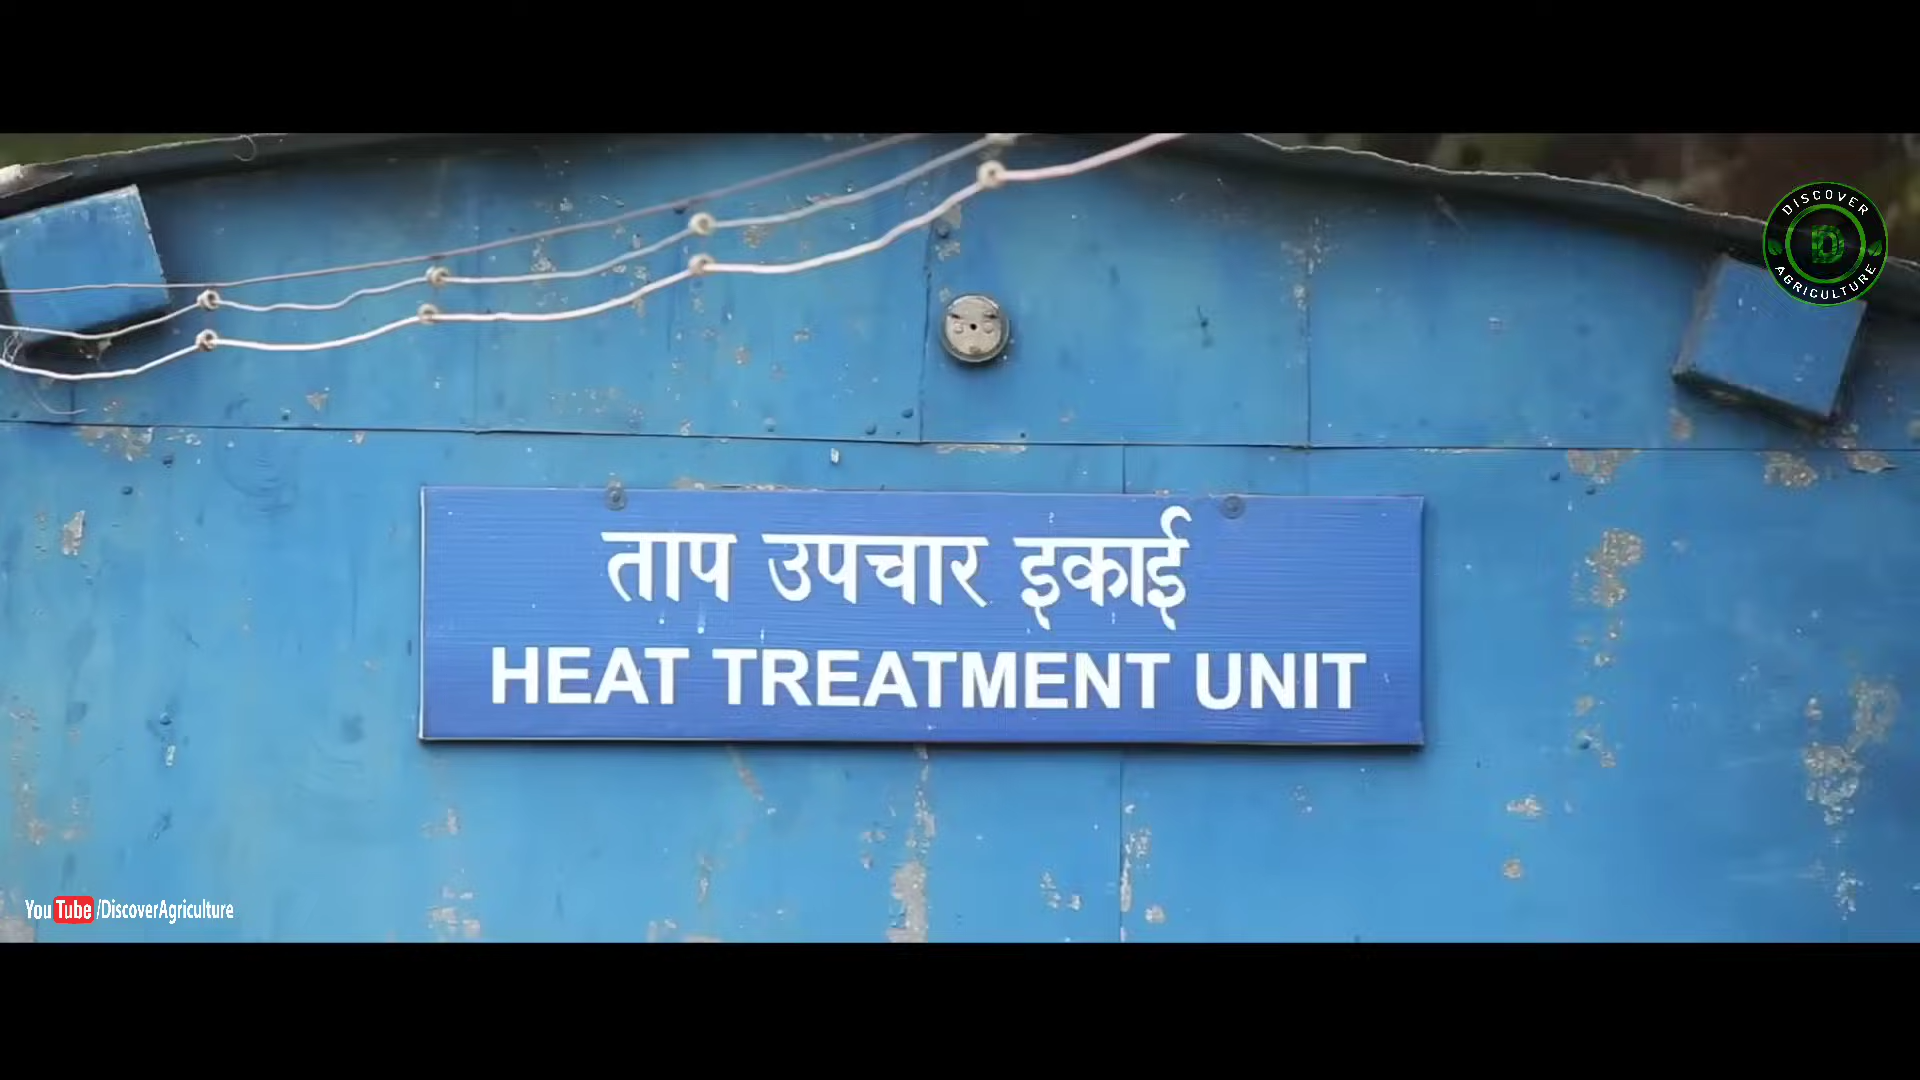 DISCOVER
D
AGRICULTURE
ताप उपचार इकाई
HEAT TREATMENT UNIT
YouTube/DiscoverAgriculture